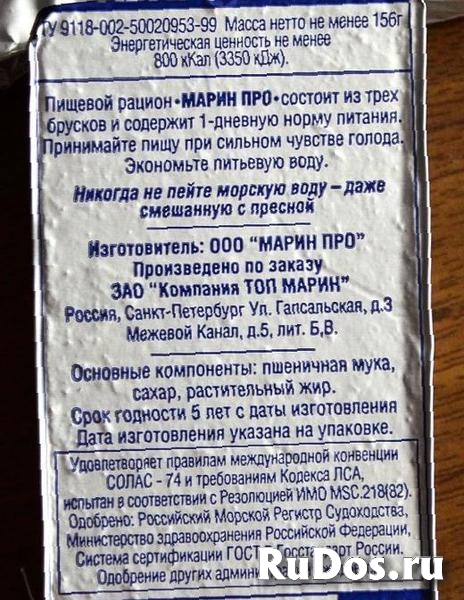 ТУ 9118-002-50020953-99 Масса нетто не менее 156г
Энергетическая ценность не менее
800 кКал (3350 кДж).
Пищевой рацион•МАРИН ПРО•состоит из трех
брусков и содержит 1-дневную норму питания.
Принимайте пищу при сильном чувстве голода.
Экономьте питьевую воду.
Никогда не пейте морскую воду – даже
смешанную с пресной
Изготовитель: ООО "МАРИН ПРО"
Произведено по заказу
ЗАО "Компания ТОП МАРИН"
Россия, Санкт-Петербург Ул. Гапсальская, д.3
Межевой Канал, д.5, лит. Б,В.
Основные компоненты: пшеничная мука,
сахар, растительный жир.
Срок годности 5 лет с даты изготовления
Дата изготовления указана на упаковке.
Удовлетворяет правилам международной конвенции
СОЛАС - 74 и требованиям Кодекса ЛСА,
испытан в соответствии с Резолюцией ИМО MSC.218(82).
Одобрено: Российский Морской Регистр Судоходства,
Министерство здравоохранения Российской Федерации,
Система сертификации ГОСТ Р Госстандарт России.
Одобрение других
RuDos.ru